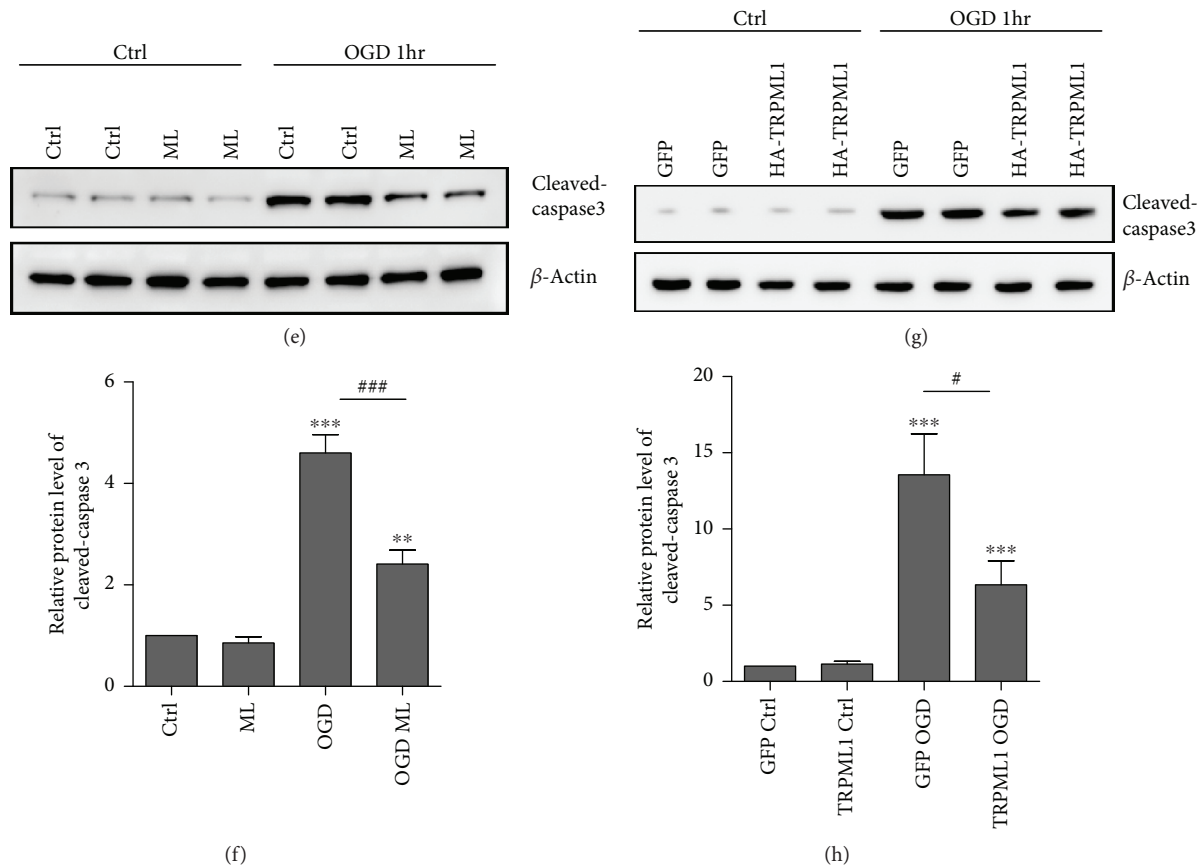 Ctrl
OGD 1hr
Ctrl
Ctrl
ML
ML
Ctrl
Ctrl
ML
ML
Cleaved-
caspase3
β-Actin
(e)
Ctrl
OGD 1hr
GFP
GFP
HA-TRPML1
HA-TRPML1
GFP
GFP
HA-TRPML1
HA-TRPML1
Cleaved-
caspase3
β-Actin
(g)
Relative protein level of
cleaved-caspase 3
6
4
2
0
***
###
**
Ctrl
ML
OGD
OGD ML
(f)
Relative protein level of
cleaved-caspase 3
20
15
10
5
0
***
#
***
GFP Ctrl
TRPML1 Ctrl
GFP OGD
TRPML1 OGD
(h)